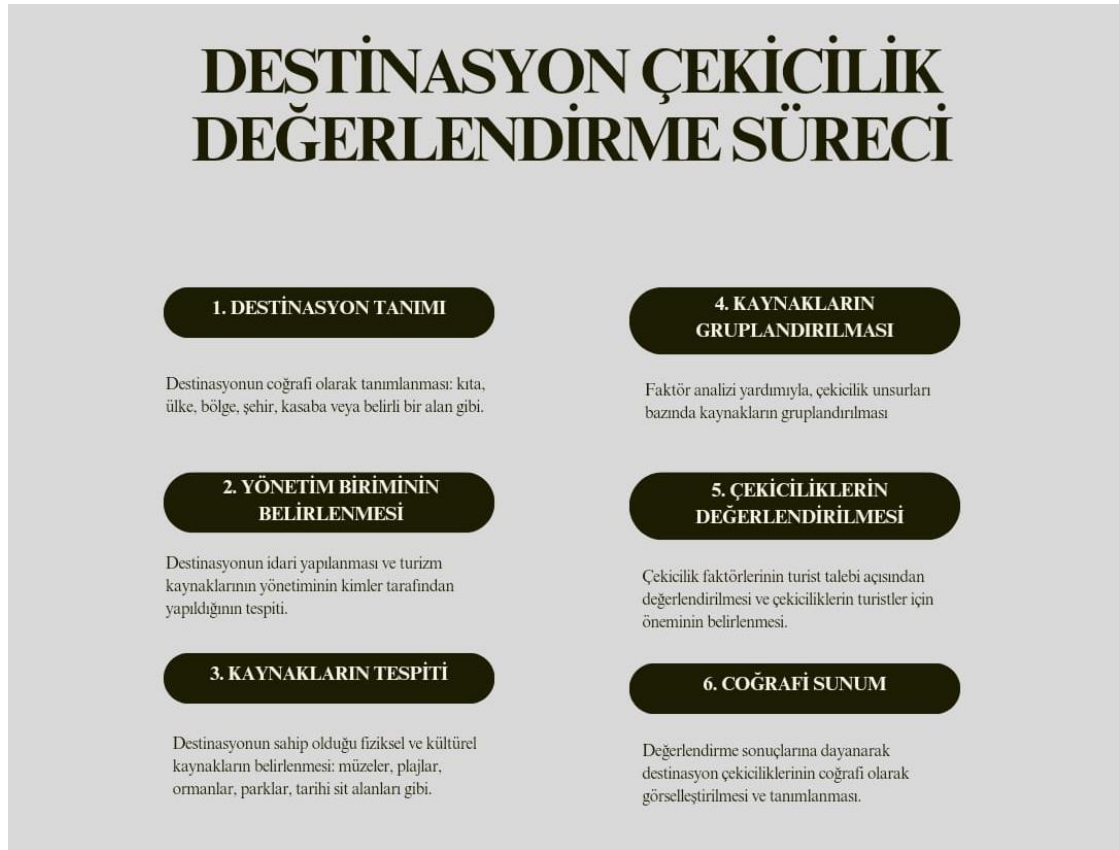 DESTİNASYON ÇEKİCİLİK
DEĞERLENDİRME SÜRECİ
1. DESTİNASYON TANIMI
Destinasyonun coğrafi olarak tanımlanması: kıta,
ülke, bölge, şehir, kasaba veya belirli bir alan gibi.
2. YÖNETİM BİRİMİNİN
BELİRLENMESİ
Destinasyonun idari yapılanması ve turizm
kaynaklarının yönetiminin kimler tarafından
yapıldığının tespiti.
3. KAYNAKLARIN TESPİTİ
Destinasyonun sahip olduğu fiziksel ve kültürel
kaynakların belirlenmesi: müzeler, plajlar,
ormanlar, parklar, tarihi sit alanları gibi.
4. KAYNAKLARIN
GRUPLANDIRILMASI
Faktör analizi yardımıyla, çekicilik unsurları
bazında kaynakların gruplandırılması
5. ÇEKİCİLİKLERİN
DEĞERLENDİRİLMESİ
Çekicilik faktörlerinin turist talebi açısından
değerlendirilmesi ve çekiciliklerin turistler için
öneminin belirlenmesi.
6. COĞRAFİ SUNUM
Değerlendirme sonuçlarına dayanarak
destinasyon çekiciliklerinin coğrafi olarak
görselleştirilmesi ve tanımlanması.